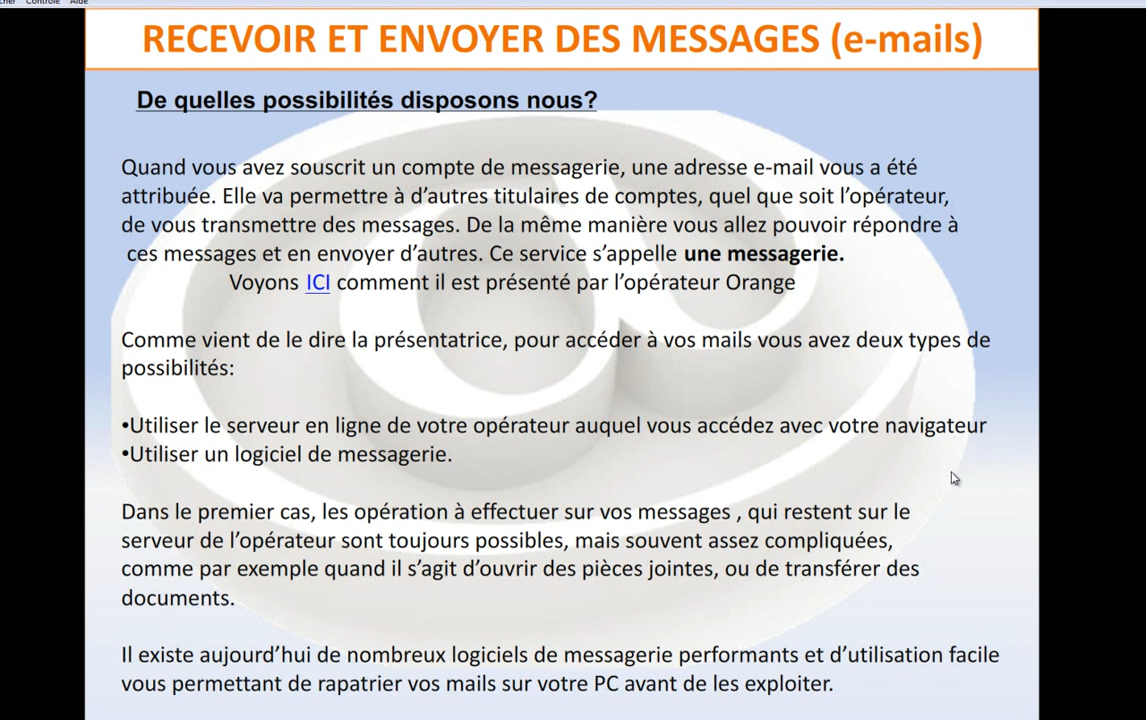 Contrôle Aide
RECEVOIR ET ENVOYER DES MESSAGES (e-mails)
De quelles possibilités disposons nous?
Quand vous avez souscrit un compte de messagerie, une adresse e-mail vous a été
attribuée. Elle va permettre à d’autres titulaires de comptes, quel que soit l’opérateur,
de vous transmettre des messages. De la même manière vous allez pouvoir répondre à
ces messages et en envoyer d’autres. Ce service s’appelle une messagerie.
Voyons ICI comment il est présenté par l’opérateur Orange
Comme vient de le dire la présentatrice, pour accéder à vos mails vous avez deux types de
possibilités:
•Utiliser le serveur en ligne de votre opérateur auquel vous accédez avec votre navigateur
•Utiliser un logiciel de messagerie.
Dans le premier cas, les opération à effectuer sur vos messages , qui restent sur le
serveur de l’opérateur sont toujours possibles, mais souvent assez compliquées,
comme par exemple quand il s’agit d’ouvrir des pièces jointes, ou de transférer des
documents.
Il existe aujourd’hui de nombreux logiciels de messagerie performants et d’utilisation facile
vous permettant de rapatrier vos mails sur votre PC avant de les exploiter.